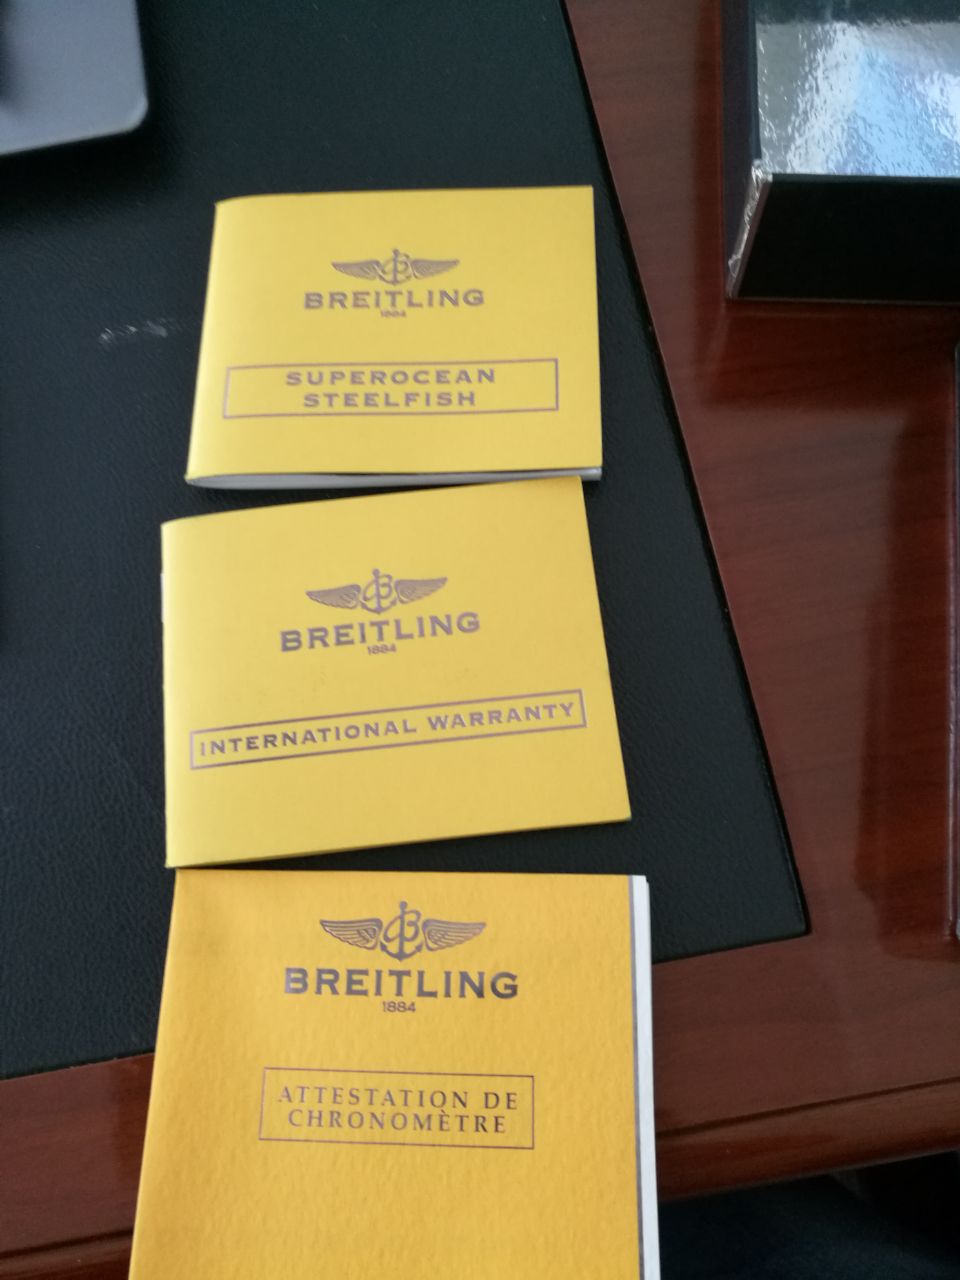 BREITLING
1884
SUPEROCEAN
STEELFISH
BREITLING
1884
INTERNATIONAL WARRANTY
BREITLING
1884
ATTESTATION DE
CHRONOMÈTRE